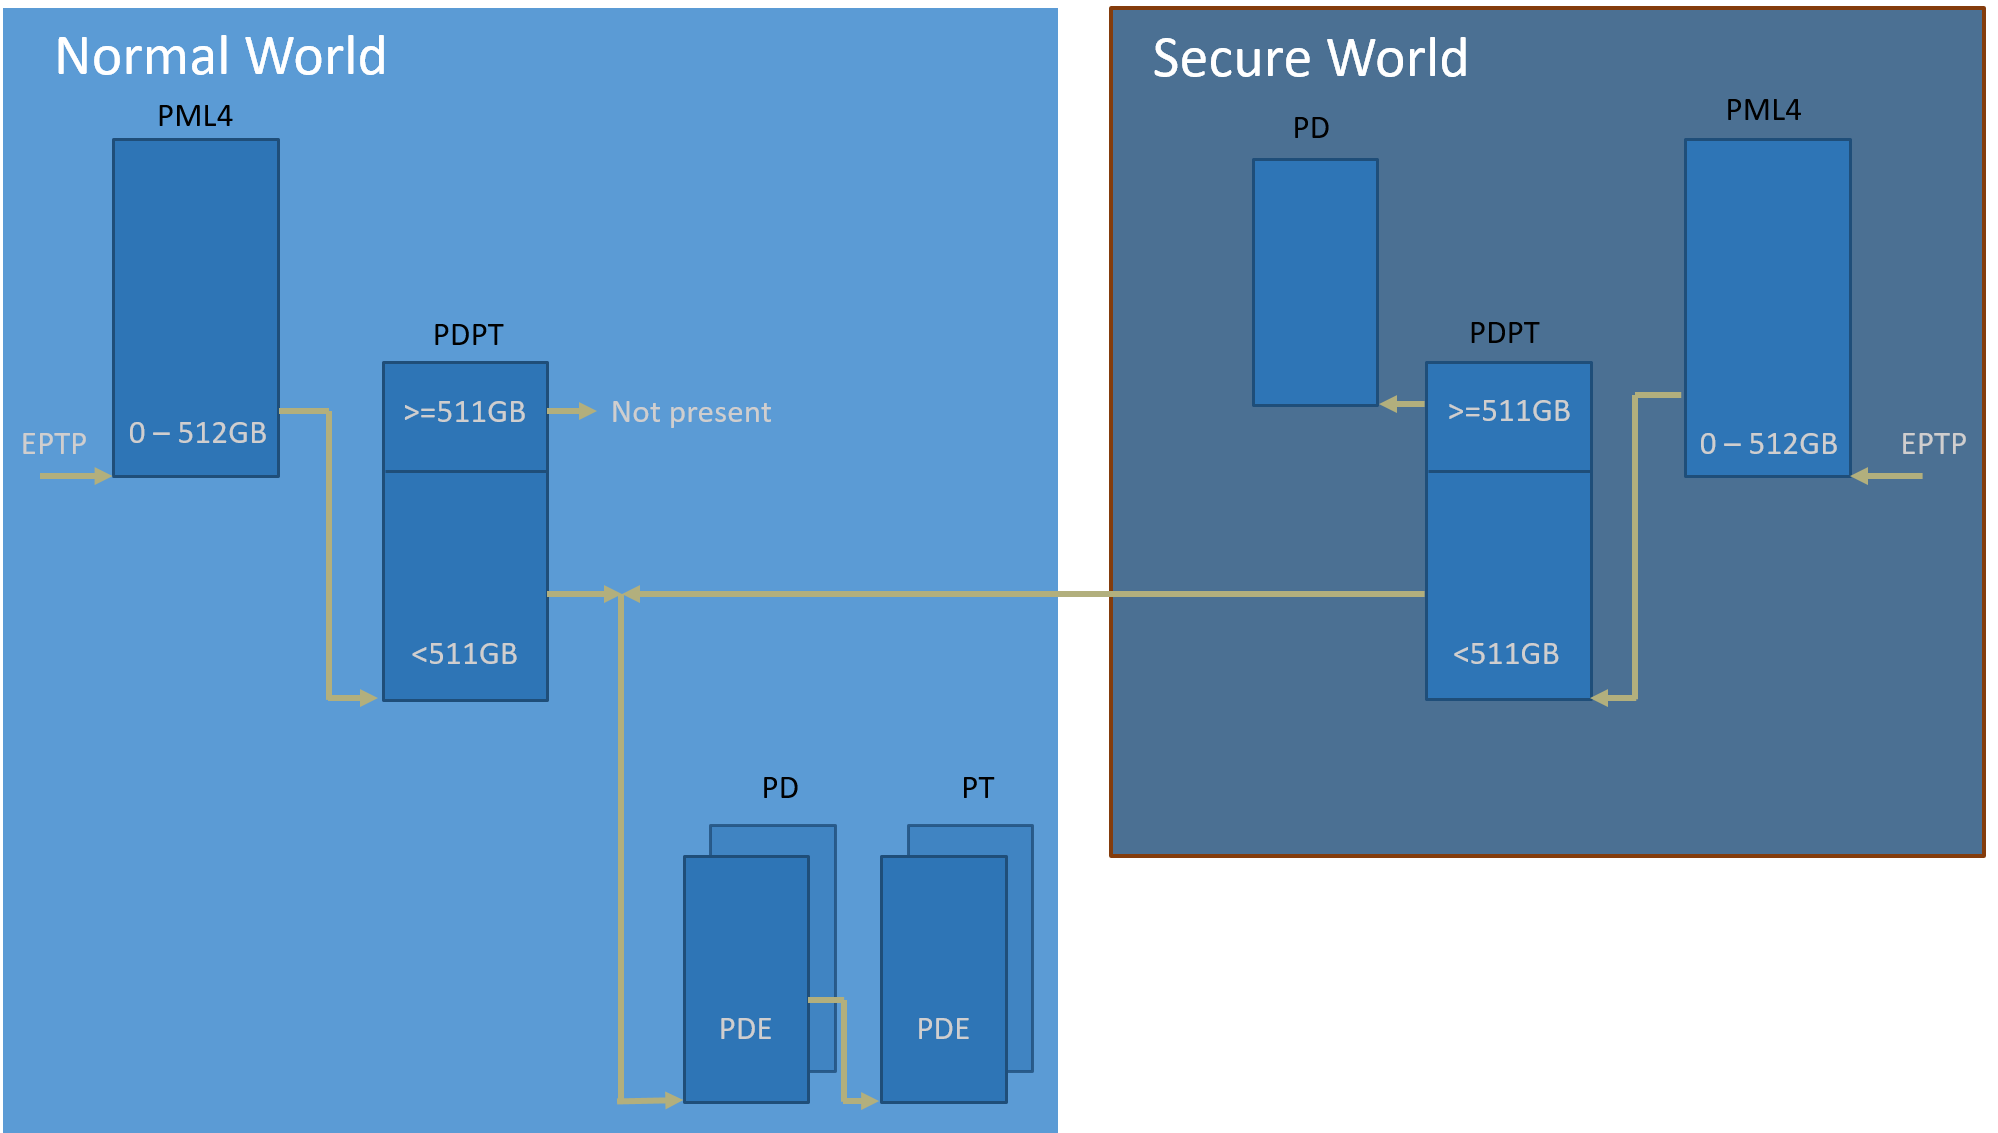 Normal World
PML4
0 – 512GB
EPTP
PDPT
>=511GB
Not present
<511GB
PD
PT
PDE
PDE
Secure World
PD
PML4
PDPT
>=511GB
0 – 512GB
EPTP
<511GB